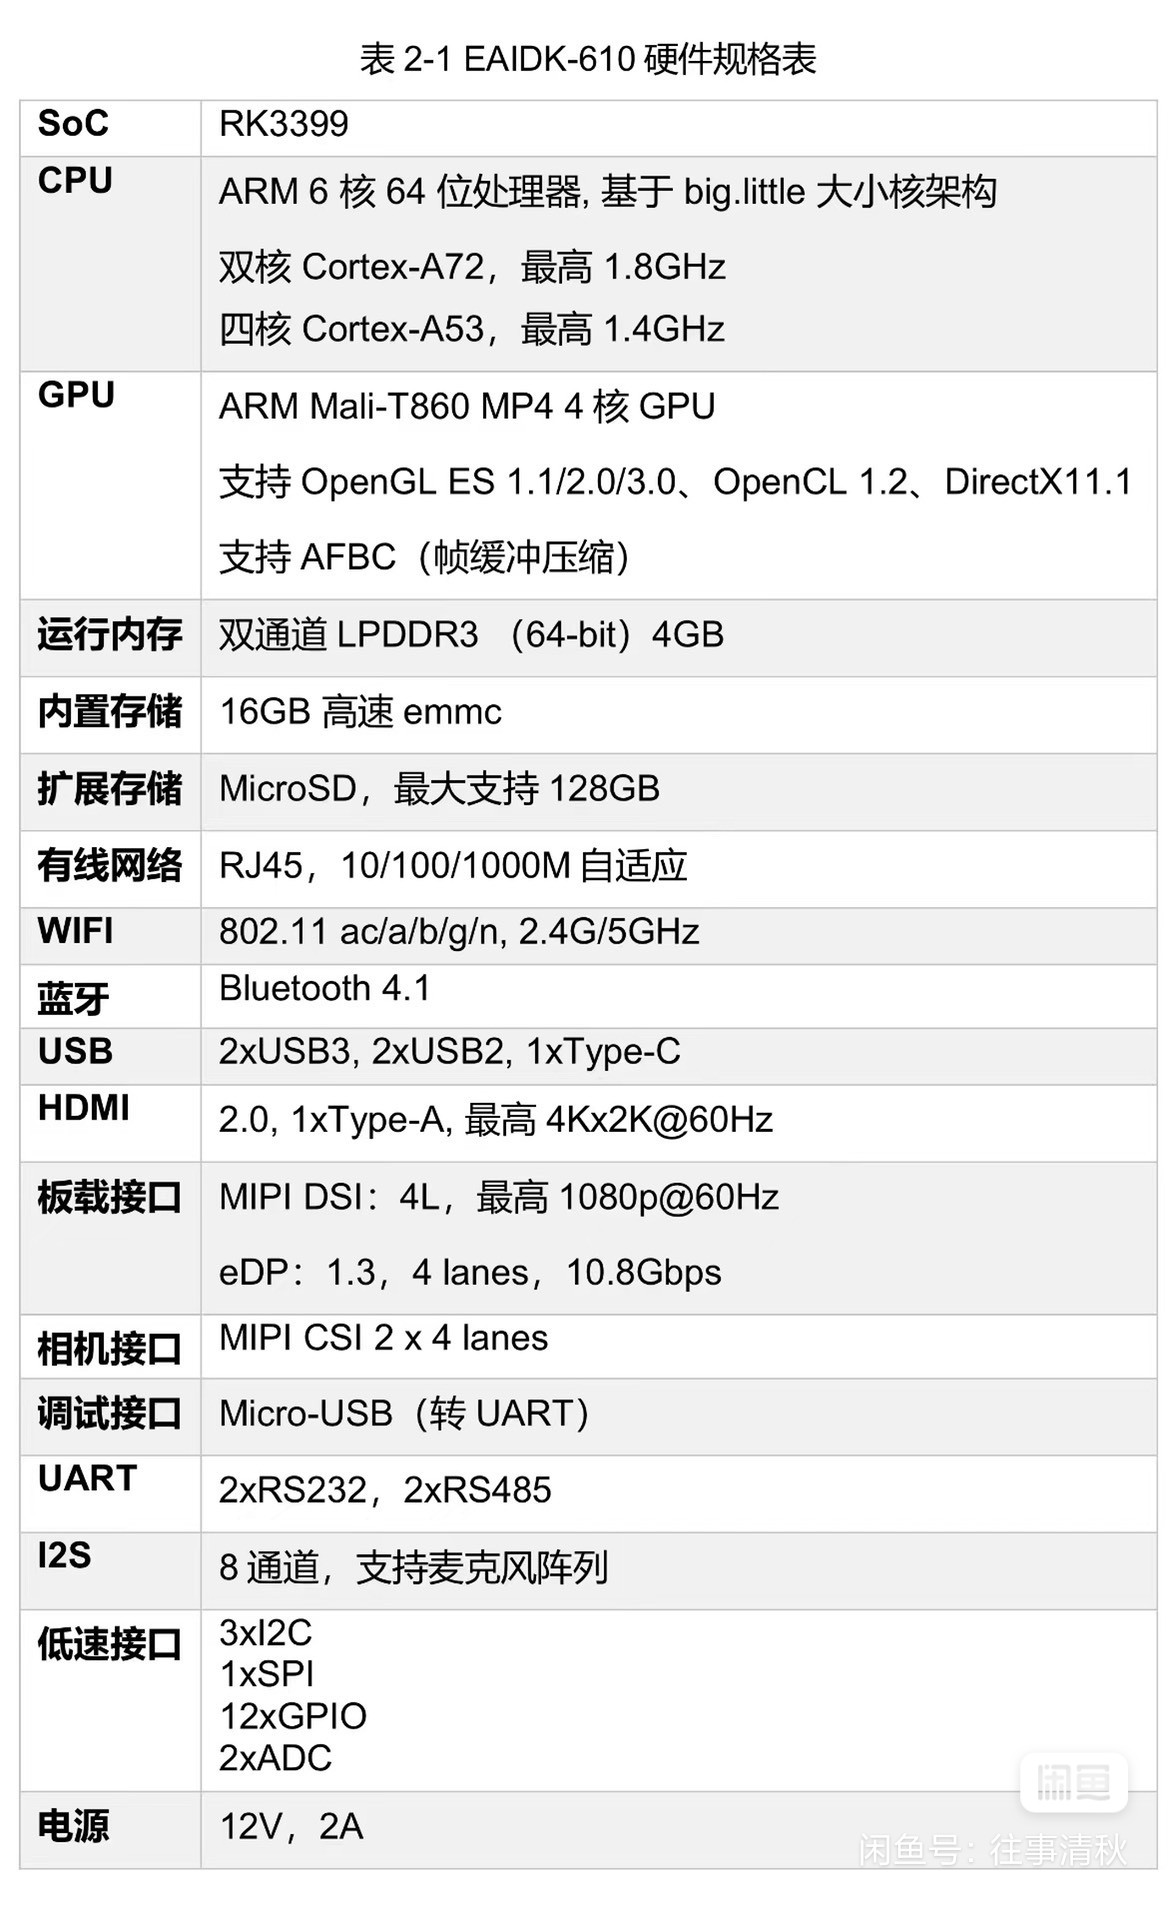 表 2-1 EAIDK-610 硬件规格表
SoC
RK3399
CPU
ARM 6 核 64 位处理器, 基于 big.little 大小核架构
双核 Cortex-A72，最高 1.8GHz
四核 Cortex-A53，最高 1.4GHz
GPU
ARM Mali-T860 MP4 4 核 GPU
支持 OpenGL ES 1.1/2.0/3.0、OpenCL 1.2、DirectX11.1
支持 AFBC（帧缓冲压缩）
运行内存
双通道 LPDDR3 （64-bit）4GB
内置存储
16GB 高速 emmc
扩展存储
MicroSD，最大支持 128GB
有线网络
RJ45，10/100/1000M 自适应
WIFI
802.11 ac/a/b/g/n, 2.4G/5GHz
蓝牙
Bluetooth 4.1
USB
2xUSB3, 2xUSB2, 1xType-C
HDMI
2.0, 1xType-A, 最高 4Kx2K@60Hz
板载接口
MIPI DSI：4L，最高 1080p@60Hz
eDP：1.3，4 lanes，10.8Gbps
相机接口
MIPI CSI 2 x 4 lanes
调试接口
Micro-USB（转 UART）
UART
2xRS232，2xRS485
I2S
8 通道，支持麦克风阵列
低速接口
3xI2C
1xSPI
12xGPIO
2xADC
电源
12V，2A
闲鱼
闲鱼号：往事清秋